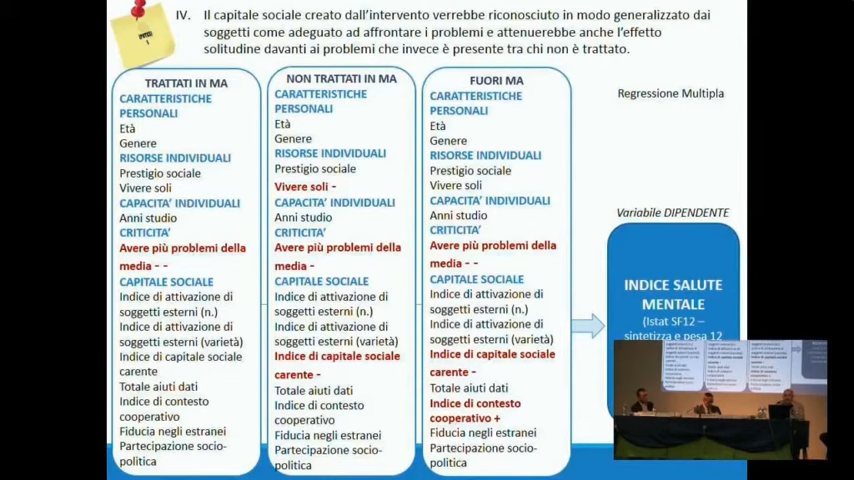 IV. Il capitale sociale creato dall'intervento verrebbe riconosciuto in modo generalizzato dai
soggetti come adeguato ad affrontare i problemi e attenuerebbe anche l'effetto
solitudine davanti ai problemi che invece è presente tra chi non è trattato.
TRATTATI IN MA
CARATTERISTICHE
PERSONALI
Età
Genere
RISORSE INDIVIDUALI
Prestigio sociale
Vivere soli
CAPACITA' INDIVIDUALI
Anni studio
CRITICITA'
Avere più problemi della
media - -
CAPITALE SOCIALE
Indice di attivazione di
soggetti esterni (n.)
Indice di attivazione di
soggetti esterni (varietà)
Indice di capitale sociale
carente
Totale aiuti dati
Indice di contesto
cooperativo
Fiducia negli estranei
Partecipazione socio-
politica
NON TRATTATI IN MA
CARATTERISTICHE
PERSONALI
Età
Genere
RISORSE INDIVIDUALI
Prestigio sociale
Vivere soli -
CAPACITA' INDIVIDUALI
Anni studio
CRITICITA'
Avere più problemi della
media -
CAPITALE SOCIALE
Indice di attivazione di
soggetti esterni (n.)
Indice di attivazione di
soggetti esterni (varietà)
Indice di capitale sociale
carente -
Totale aiuti dati
Indice di contesto
cooperativo
Fiducia negli estranei
Partecipazione socio-
politica
FUORI MA
CARATTERISTICHE
PERSONALI
Età
Genere
RISORSE INDIVIDUALI
Prestigio sociale
Vivere soli
CAPACITA' INDIVIDUALI
Anni studio
CRITICITA'
Avere più problemi della
media - -
CAPITALE SOCIALE
Indice di attivazione di
soggetti esterni (n.)
Indice di attivazione di
soggetti esterni (varietà)
Indice di capitale sociale
carente -
Totale aiuti dati
Indice di contesto
cooperativo +
Fiducia negli estranei
Partecipazione socio-
politica
Regressione Multipla
Variabile DIPENDENTE
INDICE SALUTE
MENTALE
(Istat SF12 –
sintetizza e pesa 12